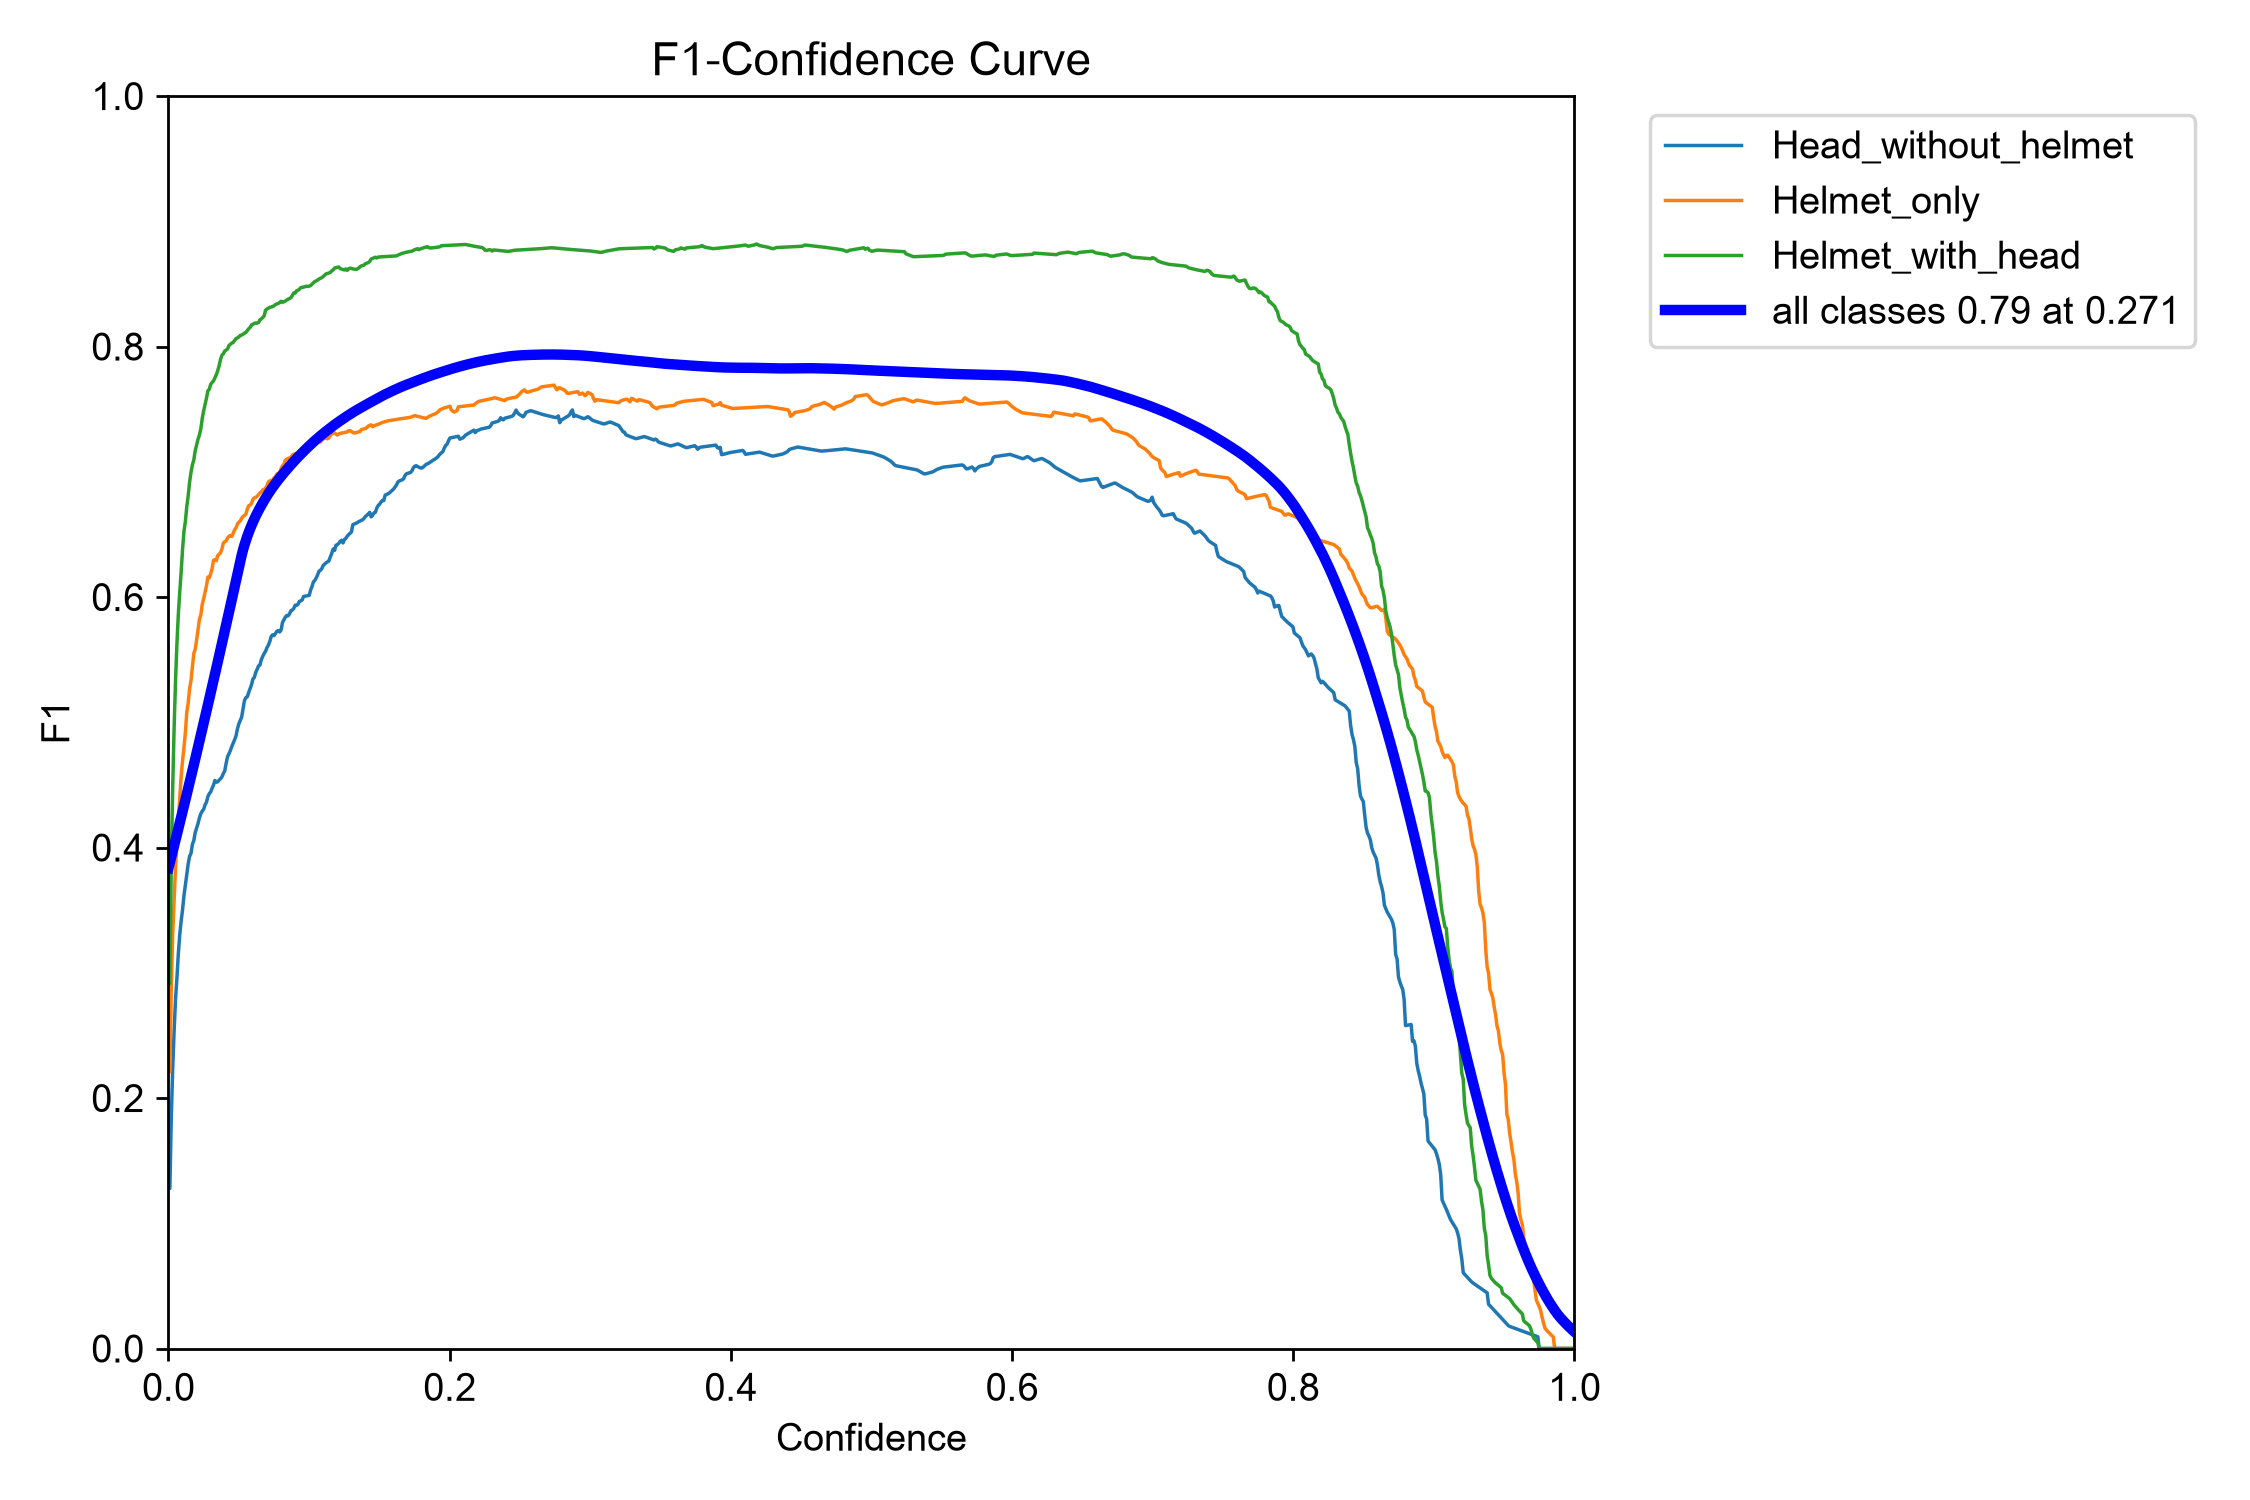 F1-Confidence Curve
1.0
0.8
0.6
0.4
0.2
0.0
F1
0.0 0.2 0.4 0.6 0.8 1.0
Confidence
Head_without_helmet
Helmet_only
Helmet_with_head
all classes 0.79 at 0.271